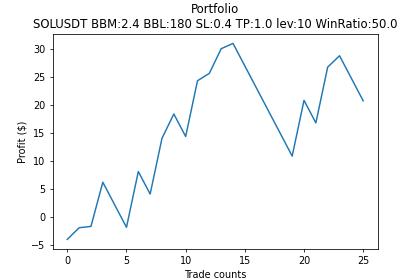 Portfolio
SOLUSDT BBM:2.4 BBL:180 SL:0.4 TP:1.0 lev:10 WinRatio:50.0
30
25
20
15
10
5
0
−5
Profit ($)
0 5 10 15 20 25
Trade counts